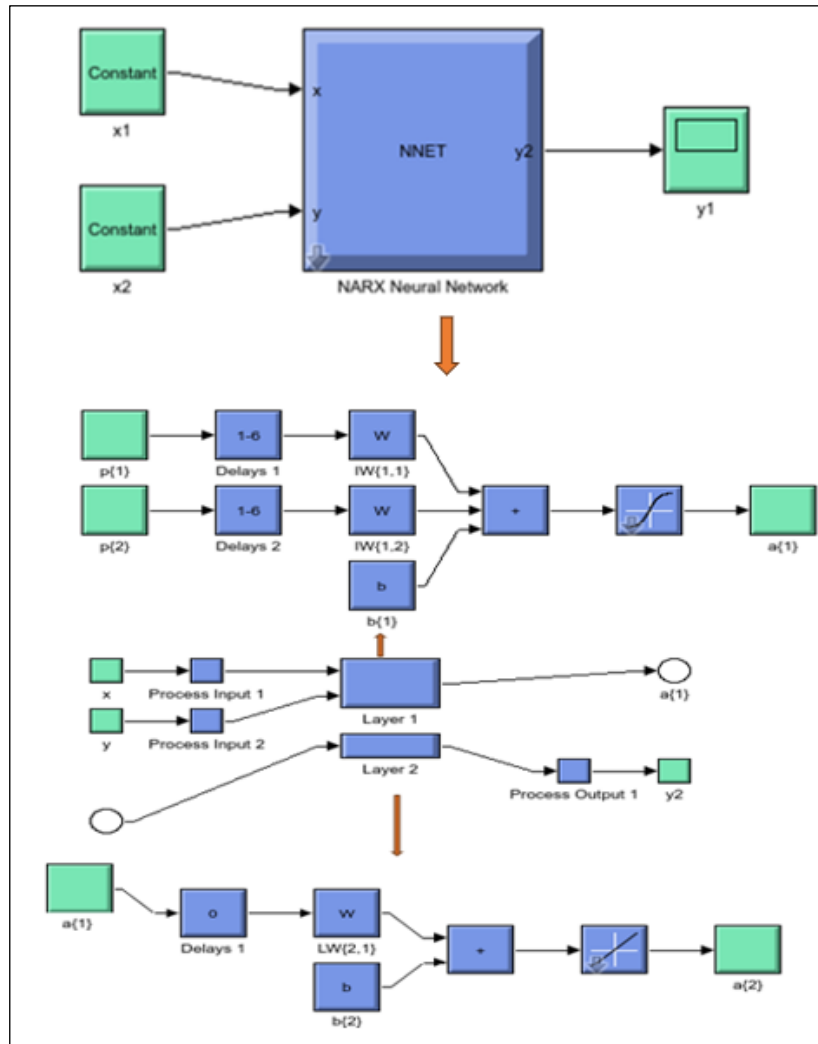 Constant
x1
x
NNET
y2
y1
Constant
x2
y
NARX Neural Network
p{1}
1-6
Delays 1
W
IW{1,1}
p{2}
1-6
Delays 2
W
IW{1,2}
+
a{1}
b
b{1}
x
Process Input 1
Layer 1
a{1}
y
Process Input 2
Layer 2
Process Output 1
y2
a{1}
0
Delays 1
W
LW{2,1}
+
a{2}
b
b{2}